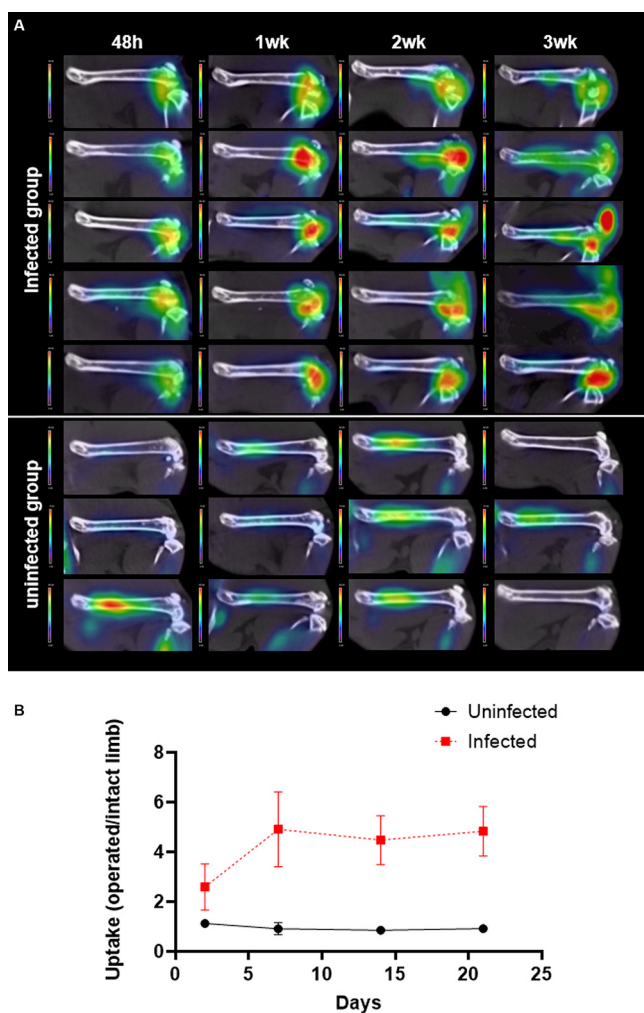 A
48h
1wk
2wk
3wk
Infected group
uninfected group
B
Uninfected
Infected
Uptake (operated/intact limb)
8
6
4
2
0
0
5
10
15
20
25
Days